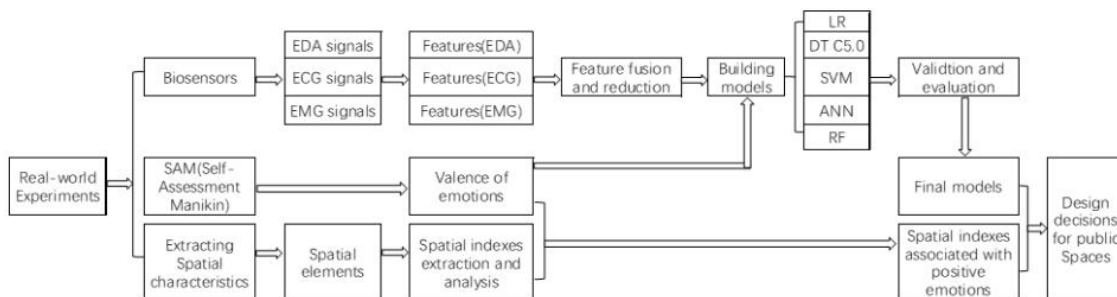 Real-world
Experiments
Biosensors
EDA signals
ECG signals
EMG signals
Features(EDA)
Features(ECG)
Features(EMG)
Feature fusion
and reduction
Building
models
LR
DT C5.0
SVM
ANN
RF
Validtion and
evaluation
SAM(Self-
Assessment
Manikin)
Valence of
emotions
Final models
Extracting
Spatial
characteristics
Spatial
elements
Spatial indexes
extraction and
analysis
Spatial indexes
associated with
positive
emotions
Design
decisions
for public
Spaces